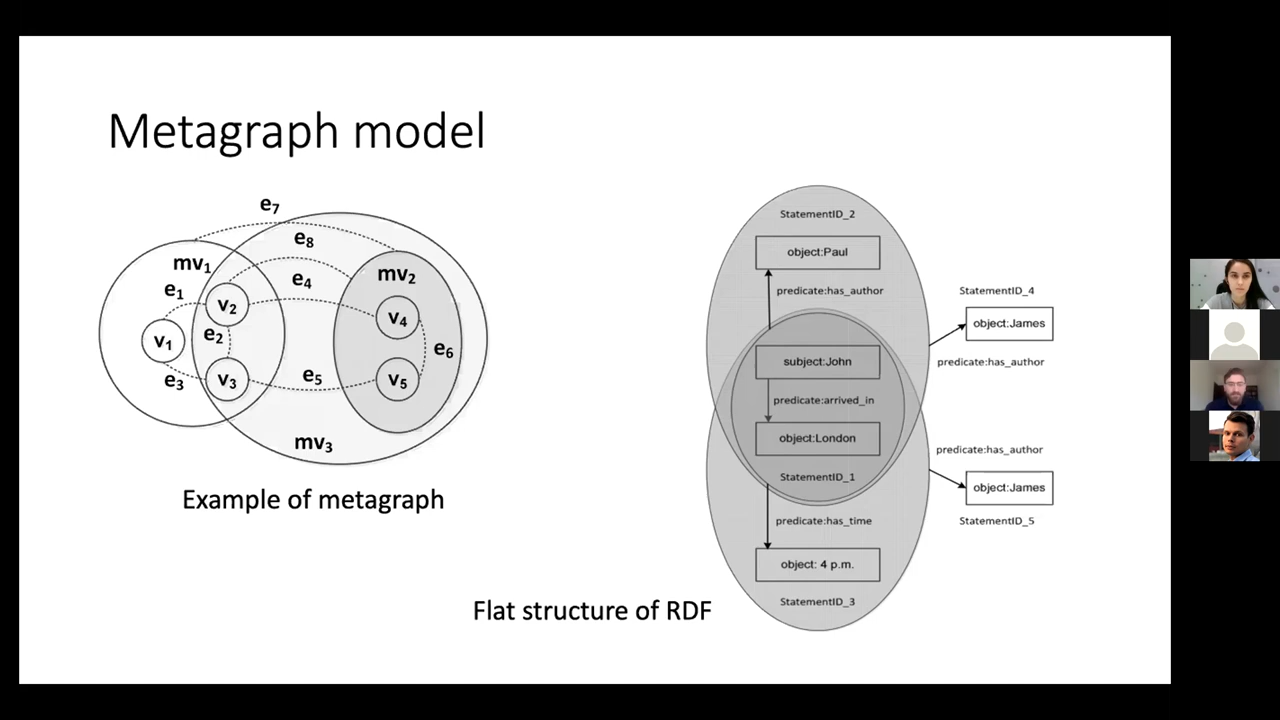 Metagraph model
e7
e8
mv1
mv2
e1
e4
v2
v4
v1
e2
e6
e3
v3
e5
v5
mv3
Example of metagraph
StatementID_2
object:Paul
predicate:has_author
StatementID_4
object:James
predicate:has_author
subject:John
predicate:arrived_in
object:London
StatementID_1
predicate:has_author
object:James
StatementID_5
predicate:has_time
object: 4 p.m.
StatementID_3
Flat structure of RDF